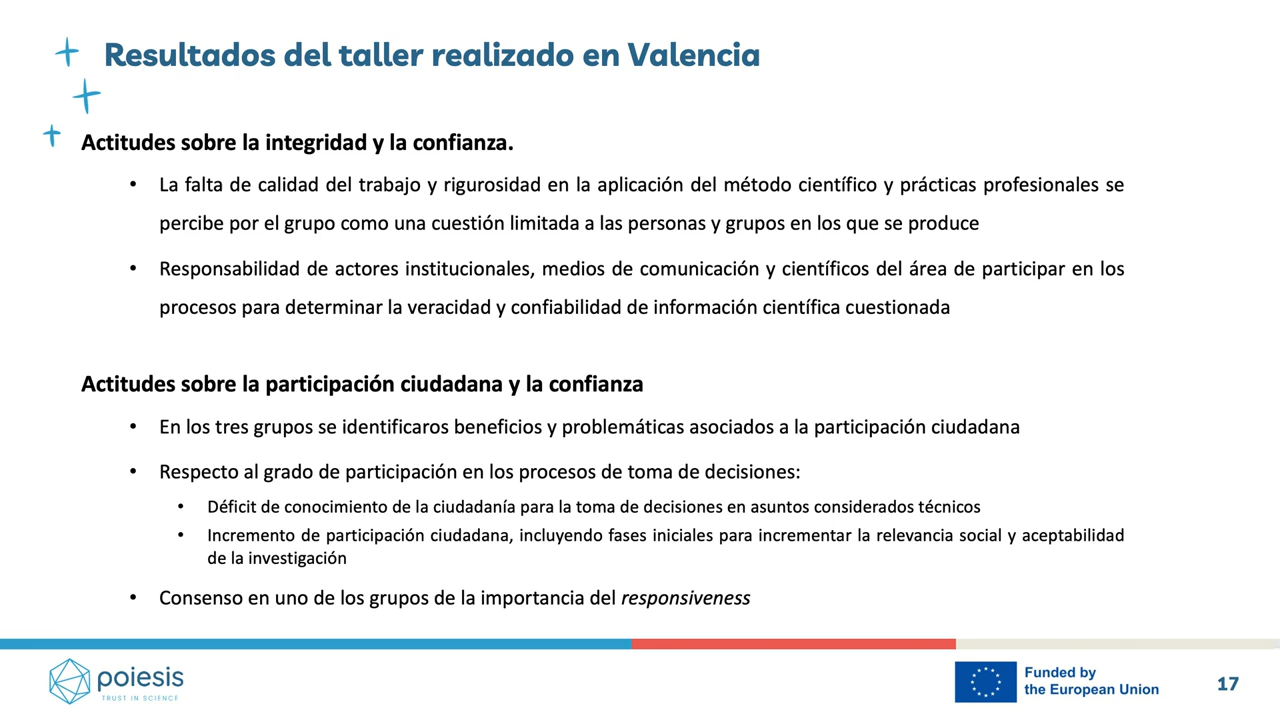 Resultados del taller realizado en Valencia
Actitudes sobre la integridad y la confianza.
• La falta de calidad del trabajo y rigurosidad en la aplicación del método científico y prácticas profesionales se
percibe por el grupo como una cuestión limitada a las personas y grupos en los que se produce
• Responsabilidad de actores institucionales, medios de comunicación y científicos del área de participar en los
procesos para determinar la veracidad y confiabilidad de información científica cuestionada
Actitudes sobre la participación ciudadana y la confianza
• En los tres grupos se identificaros beneficios y problemáticas asociados a la participación ciudadana
• Respecto al grado de participación en los procesos de toma de decisiones:
• Déficit de conocimiento de la ciudadanía para la toma de decisiones en asuntos considerados técnicos
• Incremento de participación ciudadana, incluyendo fases iniciales para incrementar la relevancia social y aceptabilidad
de la investigación
• Consenso en uno de los grupos de la importancia del responsiveness
poiesis
TRUST IN SCIENCE
Funded by
the European Union
17